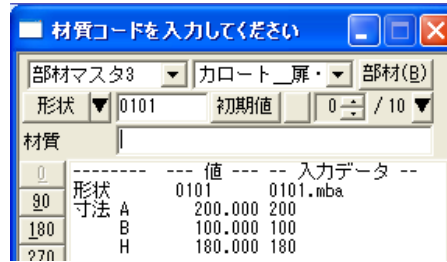 材質コードを入力してください
部材マスタ3 カロート__扉・ 部材(B)
形状 0101 初期値 0 / 10
材質
0 -------- --- 値 --- -- 入力データ --
形状 0101 0101.mba
90 寸法 A 200.000 200
180 B 100.000 100
H 180.000 180
270